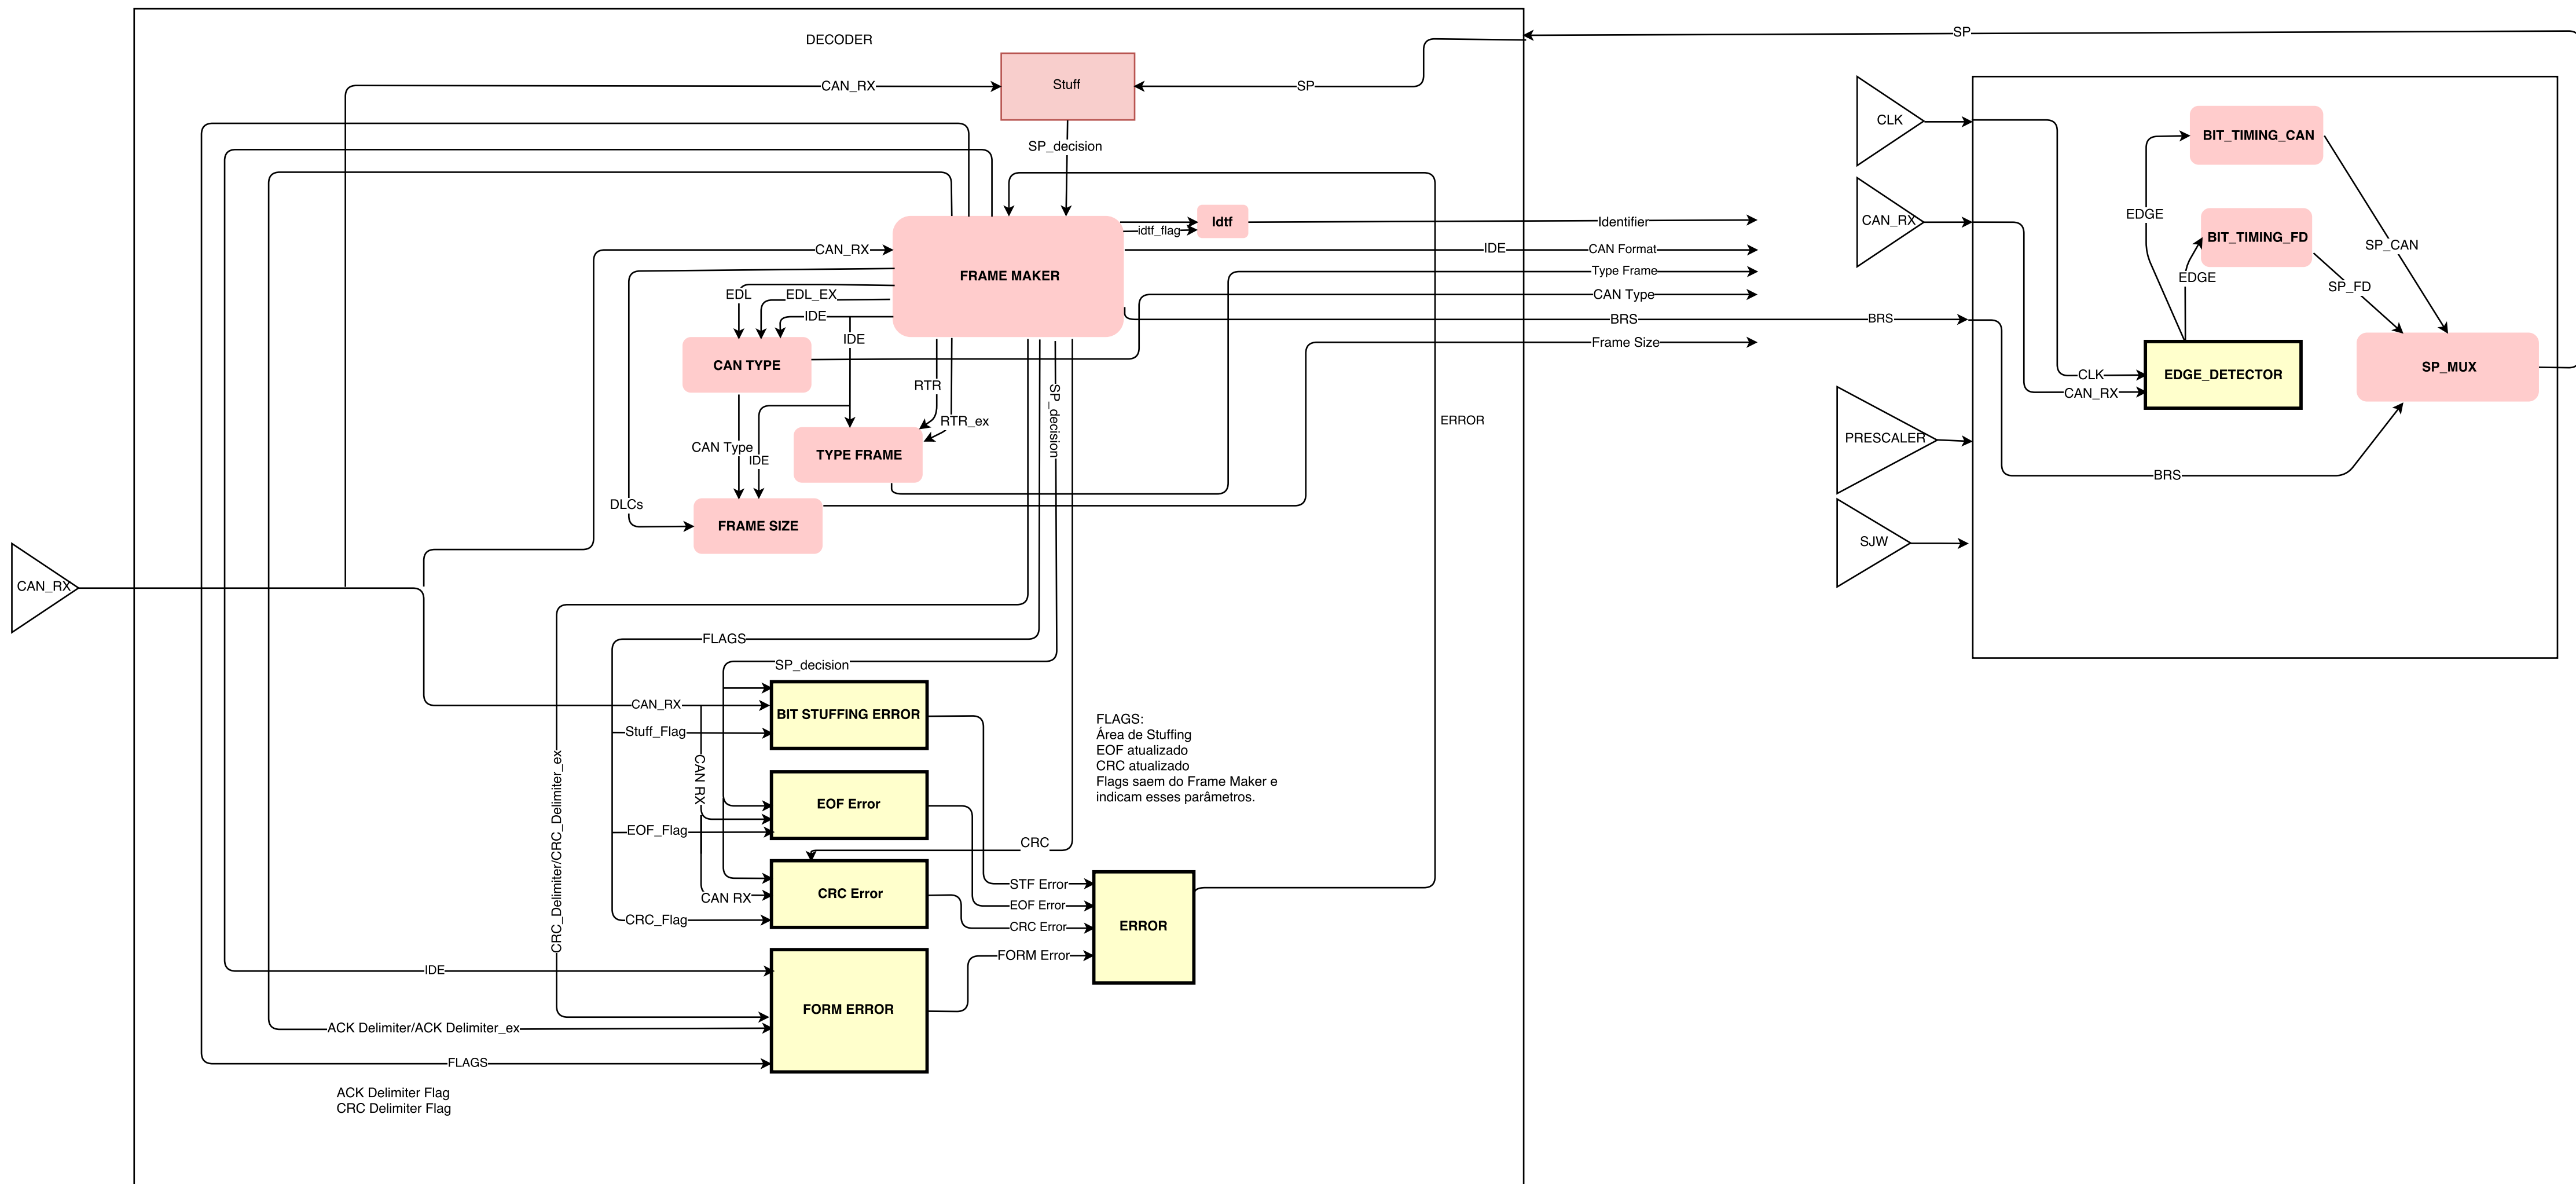 DECODER
SP
CAN_RX
Stuff
SP
SP_decision
CLK
BIT_TIMING_CAN
CAN_RX
EDGE
BIT_TIMING_FD
SP_CAN
EDGE
SP_FD
Idtf
idtf_flag
Identifier
CAN_RX
IDE
CAN Format
FRAME MAKER
Type Frame
EDL
EDL_EX
CAN Type
IDE
BRS
BRS
IDE
Frame Size
CAN TYPE
SP_MUX
CLK
EDGE_DETECTOR
RTR
CAN_RX
RTR_ex
SP_decision
ERROR
PRESCALER
CAN Type
IDE
TYPE FRAME
BRS
DLCs
FRAME SIZE
SJW
CAN_RX
FLAGS
SP_decision
CAN_RX
BIT STUFFING ERROR
Stuff_Flag
FLAGS:
Área de Stuffing
EOF atualizado
CRC atualizado
Flags saem do Frame Maker e
indicam esses parâmetros.
CAN RX
EOF Error
EOF_Flag
CRC_Delimiter/CRC_Delimiter_ex
CRC
STF Error
CAN RX
CRC Error
EOF Error
CRC_Flag
CRC Error
ERROR
FORM Error
IDE
FORM ERROR
ACK Delimiter/ACK Delimiter_ex
FLAGS
ACK Delimiter Flag
CRC Delimiter Flag